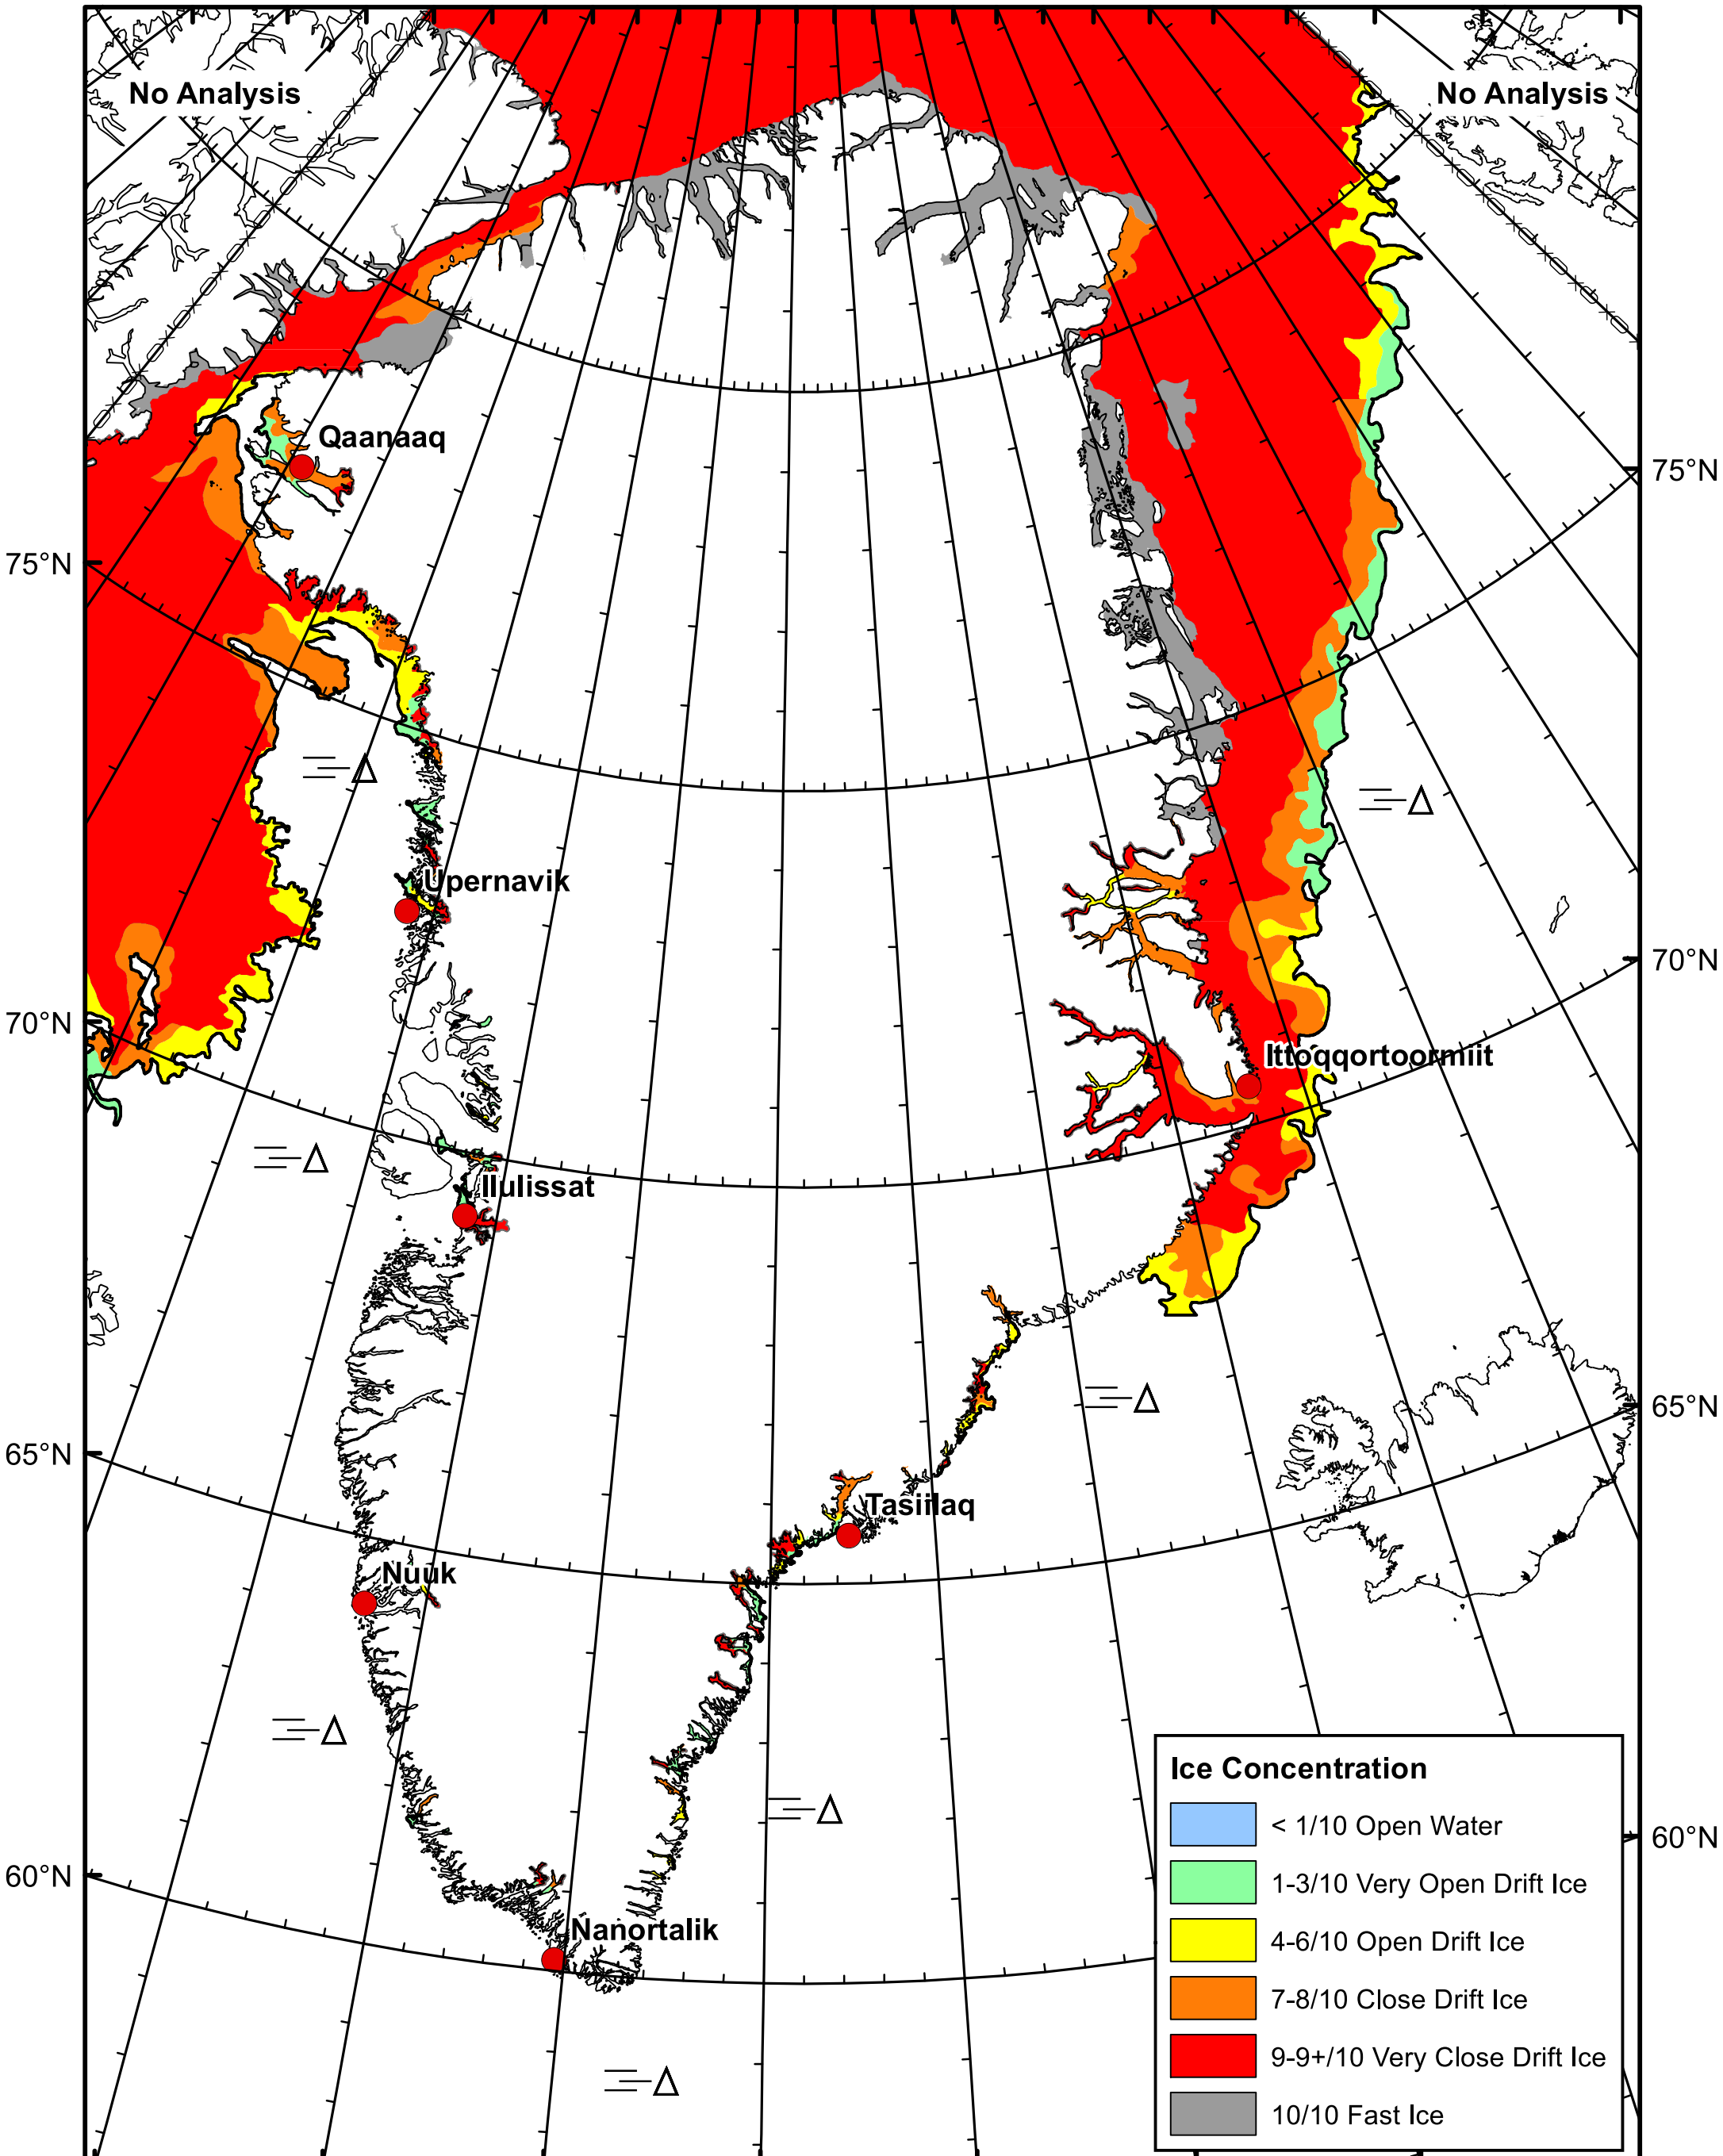 No Analysis
No Analysis
Qaanaaq
75°N
75°N
Upernavik
70°N
70°N
Ittoqqortoormiit
Ilulissat
65°N
65°N
Tasiilaq
Nuuk
60°N
60°N
Nanortalik
Ice Concentration
< 1/10 Open Water
1-3/10 Very Open Drift Ice
4-6/10 Open Drift Ice
7-8/10 Close Drift Ice
9-9+/10 Very Close Drift Ice
10/10 Fast Ice